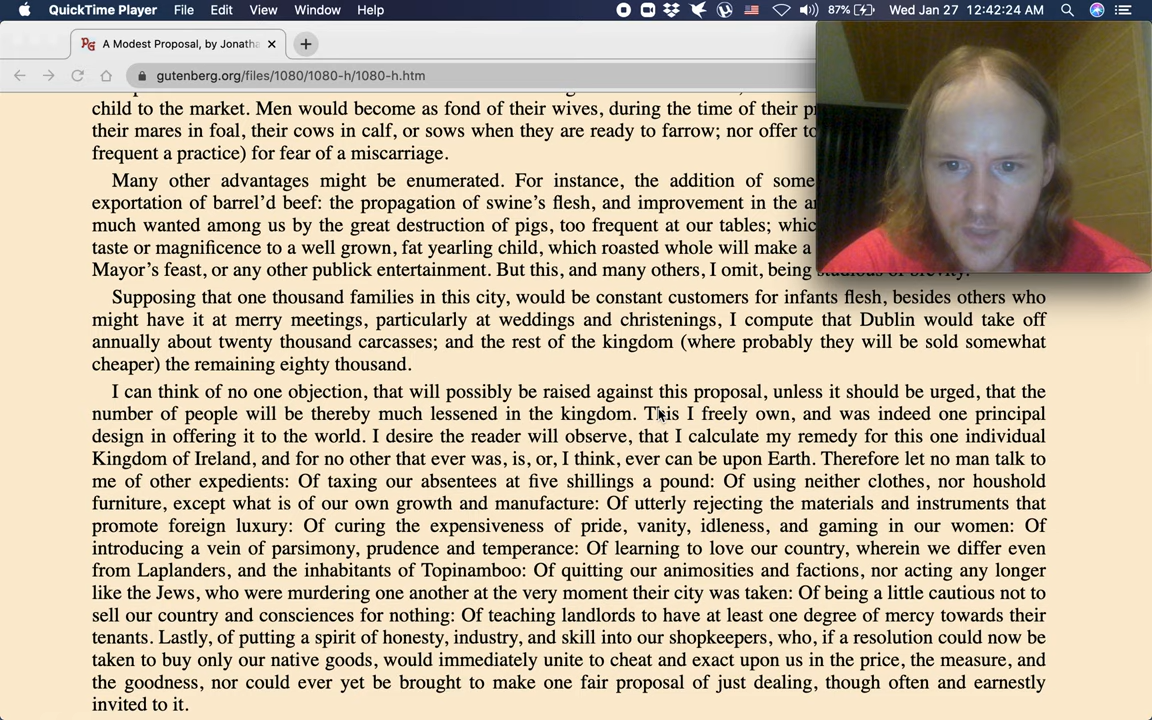 QuickTime Player File Edit View Window Help 87% Wed Jan 27 12:42:24 AM
A Modest Proposal, by Jonatha
gutenberg.org/files/1080/1080-h/1080-h.htm
child to the market. Men would become as fond of their wives, during the time of their
their mares in foal, their cows in calf, or sows when they are ready to farrow; nor offer to
frequent a practice) for fear of a miscarriage.
Many other advantages might be enumerated. For instance, the addition of some
exportation of barrel’d beef: the propagation of swine’s flesh, and improvement in the
much wanted among us by the great destruction of pigs, too frequent at our tables;
taste or magnificence to a well grown, fat yearling child, which roasted whole will make a
Mayor’s feast, or any other publick entertainment. But this, and many others, I omit, being studious of brevity.
Supposing that one thousand families in this city, would be constant customers for infants flesh, besides others who
might have it at merry meetings, particularly at weddings and christenings, I compute that Dublin would take off
annually about twenty thousand carcasses; and the rest of the kingdom (where probably they will be sold somewhat
cheaper) the remaining eighty thousand.
I can think of no one objection, that will possibly be raised against this proposal, unless it should be urged, that the
number of people will be thereby much lessened in the kingdom. This I freely own, and was indeed one principal
design in offering it to the world. I desire the reader will observe, that I calculate my remedy for this one individual
Kingdom of Ireland, and for no other that ever was, is, or, I think, ever can be upon Earth. Therefore let no man talk to
me of other expedients: Of taxing our absentees at five shillings a pound: Of using neither clothes, nor houshold
furniture, except what is of our own growth and manufacture: Of utterly rejecting the materials and instruments that
promote foreign luxury: Of curing the expensiveness of pride, vanity, idleness, and gaming in our women: Of
introducing a vein of parsimony, prudence and temperance: Of learning to love our country, wherein we differ even
from Laplanders, and the inhabitants of Topinamboo: Of quitting our animosities and factions, nor acting any longer
like the Jews, who were murdering one another at the very moment their city was taken: Of being a little cautious not to
sell our country and consciences for nothing: Of teaching landlords to have at least one degree of mercy towards their
tenants. Lastly, of putting a spirit of honesty, industry, and skill into our shopkeepers, who, if a resolution could now be
taken to buy only our native goods, would immediately unite to cheat and exact upon us in the price, the measure, and
the goodness, nor could ever yet be brought to make one fair proposal of just dealing, though often and earnestly
invited to it.